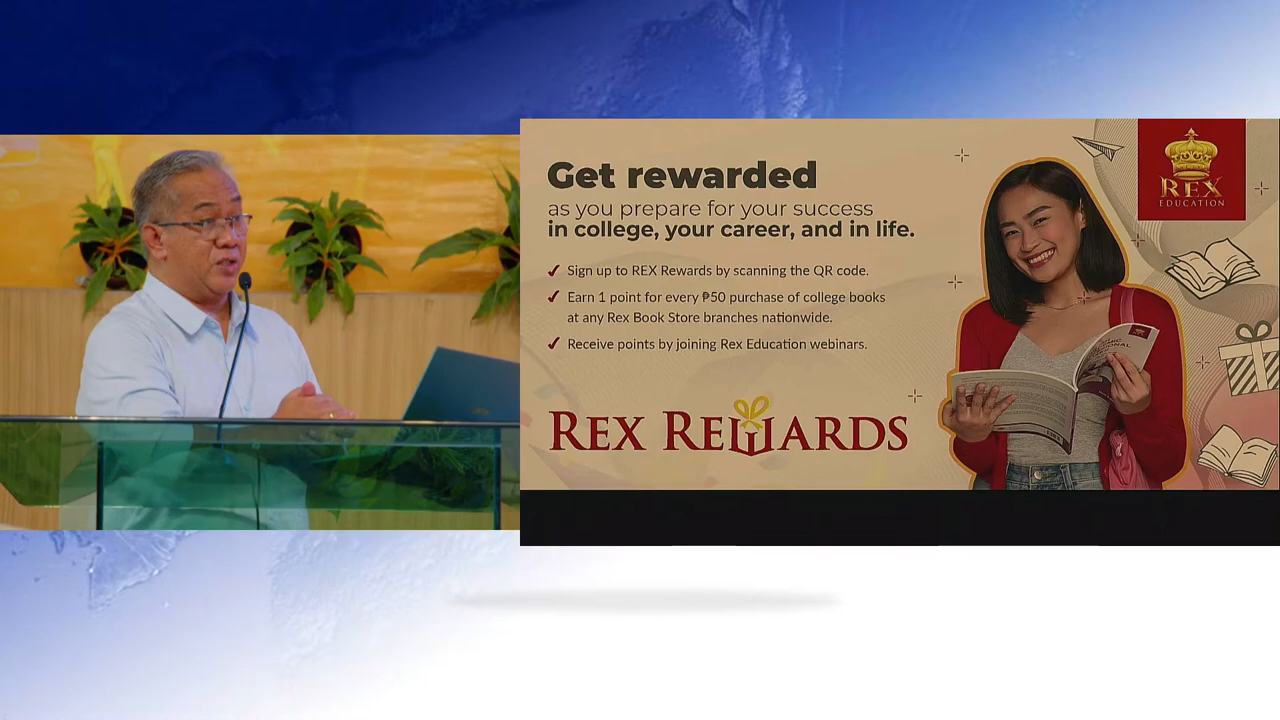 Get rewarded
as you prepare for your success
in college, your career, and in life.
✓ Sign up to REX Rewards by scanning the QR code.
✓ Earn 1 point for every ₱50 purchase of college books
at any Rex Book Store branches nationwide.
✓ Receive points by joining Rex Education webinars.
REX REWARDS
REX
EDUCATION